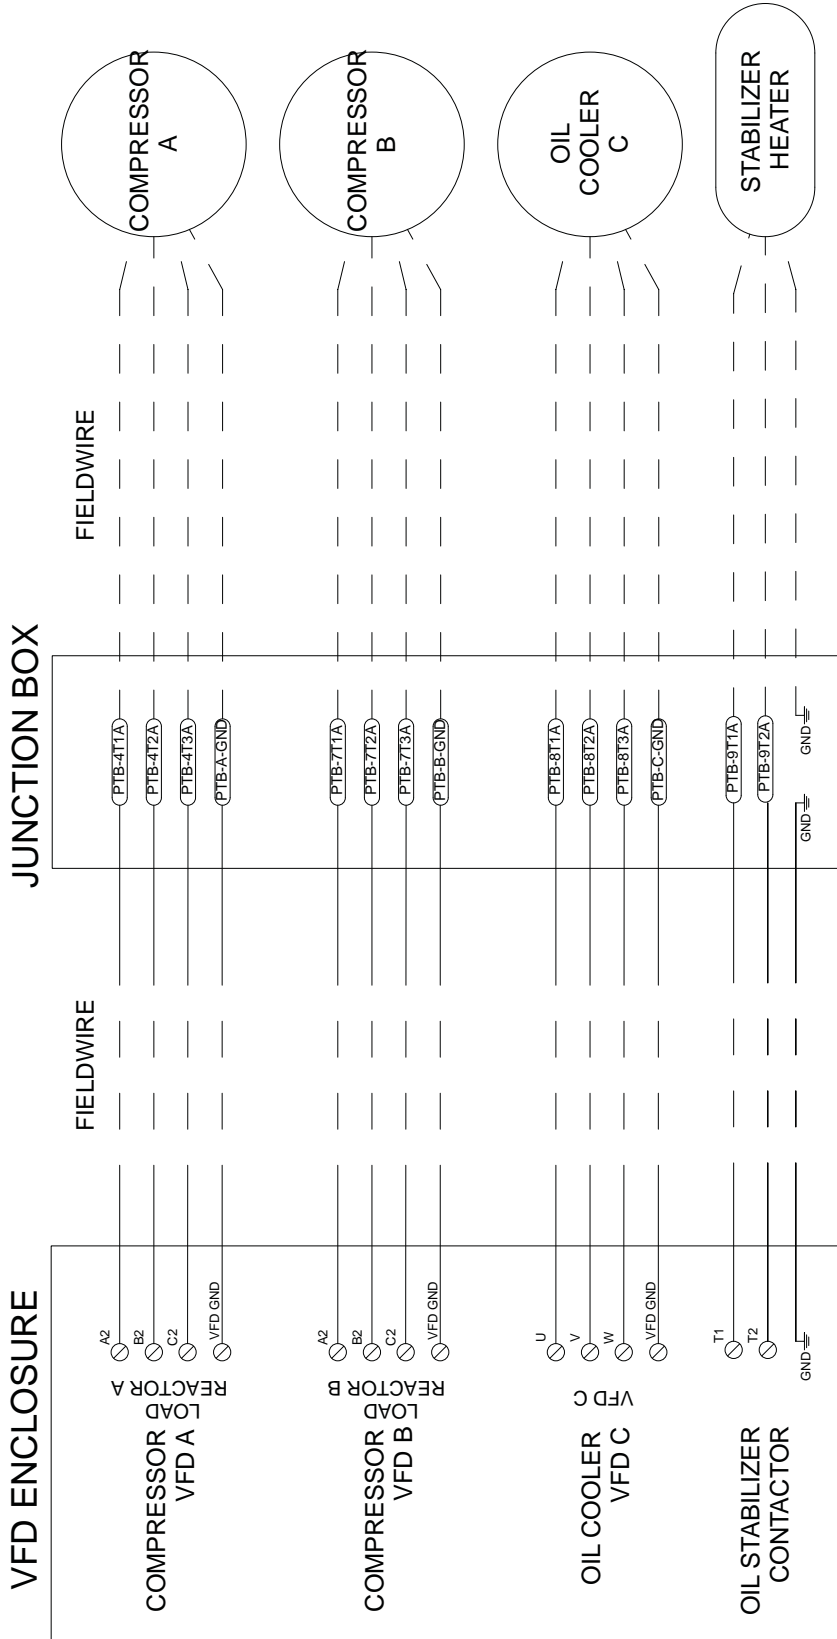 VFD ENCLOSURE
JUNCTION BOX
FIELDWIRE
FIELDWIRE
COMPRESSOR
VFD A
LOAD
REACTOR A
A2
B2
C2
VFD GND
PTB-4T1A
PTB-4T2A
PTB-4T3A
PTB-A-GND
COMPRESSOR
A
COMPRESSOR
VFD B
LOAD
REACTOR B
A2
B2
C2
VFD GND
PTB-7T1A
PTB-7T2A
PTB-7T3A
PTB-B-GND
COMPRESSOR
B
OIL COOLER
VFD C
VFD C
U
V
W
VFD GND
PTB-8T1A
PTB-8T2A
PTB-8T3A
PTB-C-GND
OIL
COOLER
C
OIL STABILIZER
CONTACTOR
T1
T2
GND
PTB-9T1A
PTB-9T2A
GND
GND
STABILIZER
HEATER